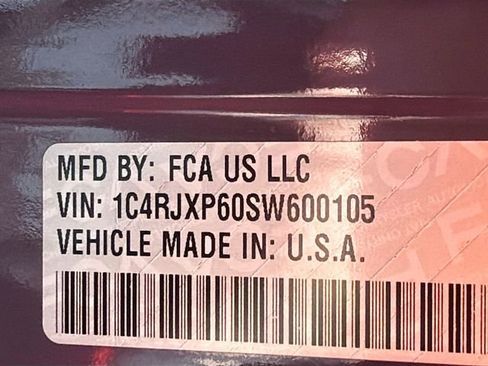 MFD BY: FCA US LLC
VIN: 1C4RJXP60SW600105
VEHICLE MADE IN: U.S.A.